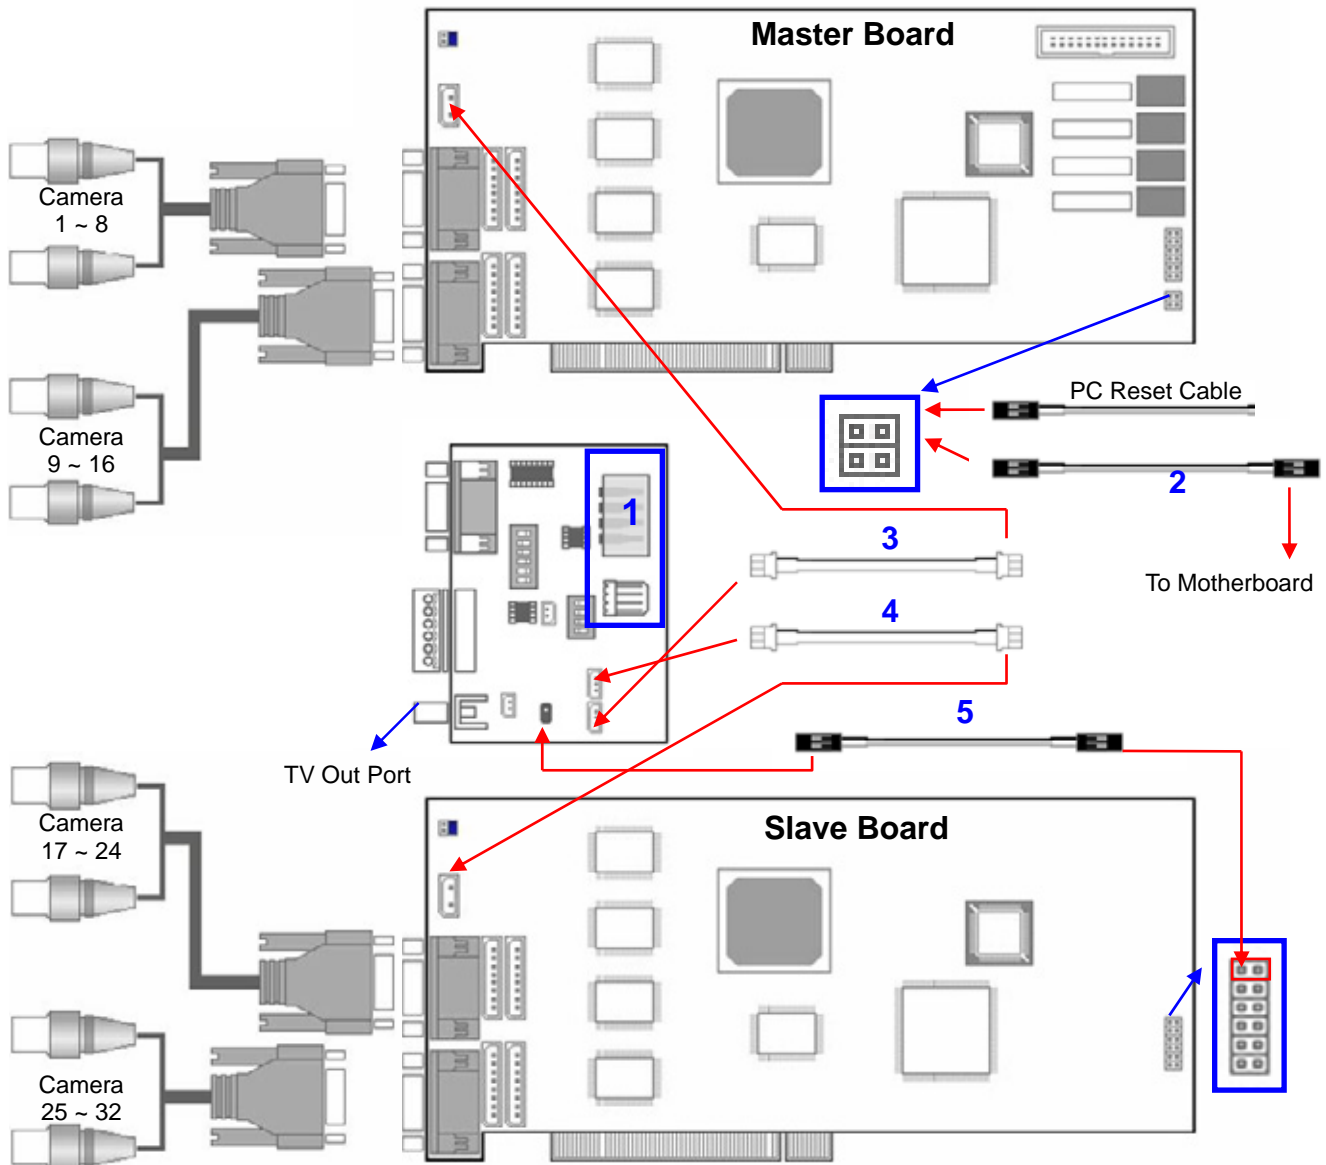 Master Board
Camera
1 ~ 8
PC Reset Cable
Camera
9 ~ 16
2
1
3
To Motherboard
4
5
TV Out Port
Camera
17 ~ 24
Slave Board
Camera
25 ~ 32